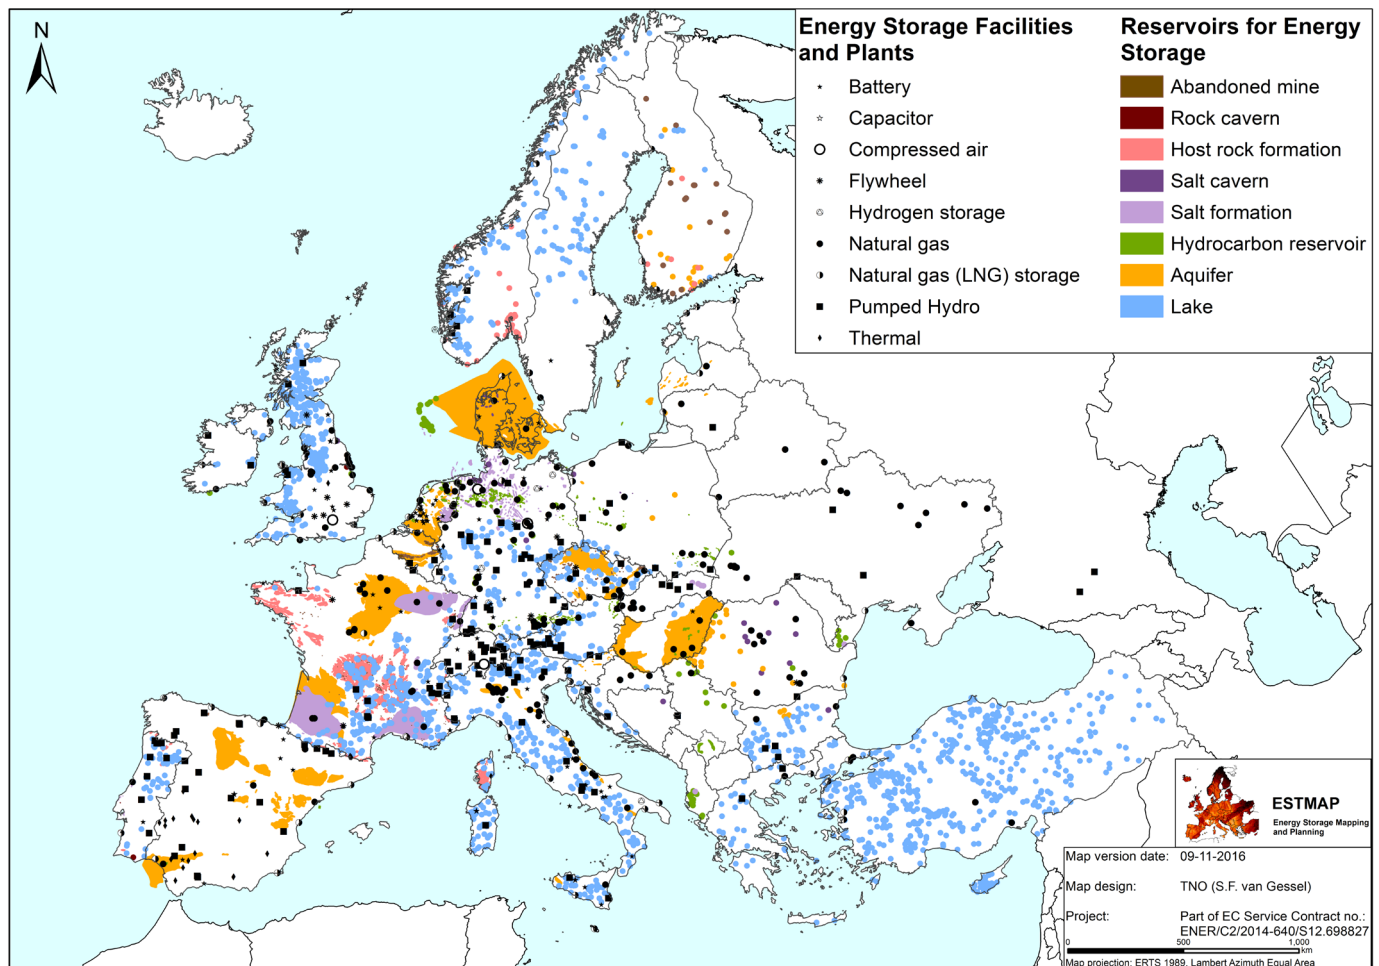 N
Energy Storage Facilities
and Plants
Battery
Capacitor
Compressed air
Flywheel
Hydrogen storage
Natural gas
Natural gas (LNG) storage
Pumped Hydro
Thermal
Reservoirs for Energy
Storage
Abandoned mine
Rock cavern
Host rock formation
Salt cavern
Salt formation
Hydrocarbon reservoir
Aquifer
Lake
ESTMAP
Energy Storage Mapping
and Planning
Map version date: 09-11-2016
Map design: TNO (S.F. van Gessel)
Project: Part of EC Service Contract no.:
ENER/C2/2014-640/S12.698827
0 500 1,000
km
Map projection: ERTS 1989, Lambert Azimuth Equal Area